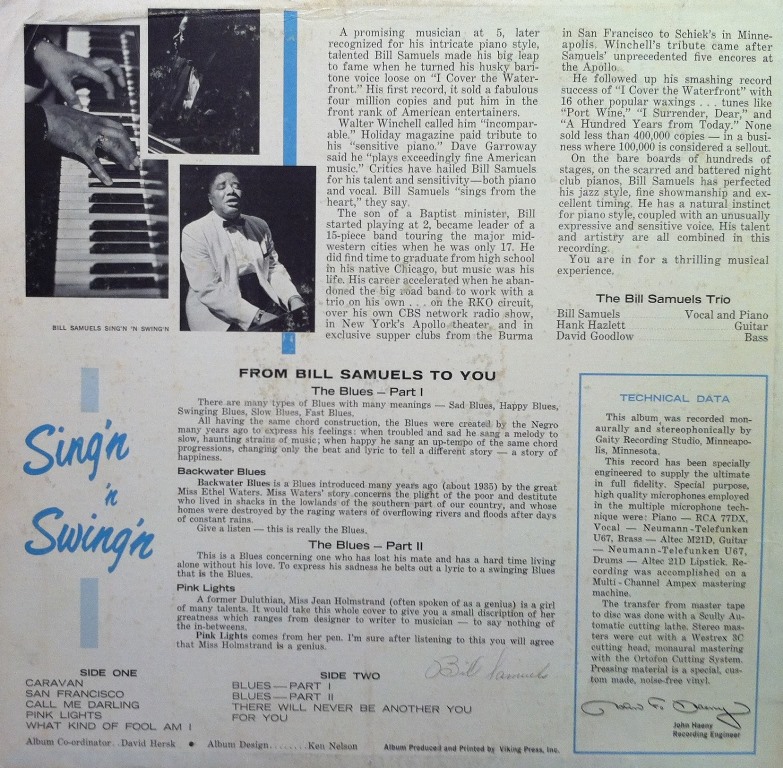 A promising musician at 5, later
recognized for his intricate piano style,
talented Bill Samuels made his big leap
to fame when he turned his husky bari-
tone voice loose on "I Cover the Water-
front." His first record, it sold a fabulous
four million copies and put him in the
front rank of American entertainers.
Walter Winchell called him "incompar-
able." Holiday magazine paid tribute to
his "sensitive piano." Dave Garroway
said he "plays exceedingly fine American
music." Critics have hailed Bill Samuels
for his talent and sensitivity—both piano
and vocal. Bill Samuels "sings from the
heart," they say.
The son of a Baptist minister, Bill
started playing at 2, became leader of a
15-piece band touring the major mid-
western cities when he was only 17. He
did find time to graduate from high school
in his native Chicago, but music was his
life. His career accelerated when he aban-
doned the big road band to work with a
trio on his own . . . on the RKO circuit,
over his own CBS network radio show,
in New York's Apollo theater, and in
exclusive supper clubs from the Burma
in San Francisco to Schiek's in Minne-
apolis. Winchell's tribute came after
Samuels' unprecedented five encores at
the Apollo.
He followed up his smashing record
success of "I Cover the Waterfront" with
16 other popular waxings . . . tunes like
"Port Wine," "I Surrender, Dear," and
"A Hundred Years from Today." None
sold less than 400,000 copies — in a busi-
ness where 100,000 is considered a sellout.
On the bare boards of hundreds of
stages, on the scarred and battered night
club pianos, Bill Samuels has perfected
his jazz style, fine showmanship and ex-
cellent timing. He has a natural instinct
for piano style, coupled with an unusually
expressive and sensitive voice. His talent
and artistry are all combined in this
recording.
You are in for a thrilling musical
experience.
The Bill Samuels Trio
Bill Samuels Vocal and Piano
Hank Hazlett Guitar
David Goodlow Bass
BILL SAMUELS SING'N 'N SWING'N
Sing'n
'n
Swing'n
FROM BILL SAMUELS TO YOU
The Blues – Part I
There are many types of Blues with many meanings — Sad Blues, Happy Blues,
Swinging Blues, Slow Blues, Fast Blues.
All having the same chord construction, the Blues were created by the Negro
many years ago to express his feelings: when troubled and sad he sang a melody to
slow, haunting strains of music; when happy he sang an up-tempo of the same chord
progressions, changing only the beat and lyric to tell a different story — a story of
happiness.
Backwater Blues
Backwater Blues is a Blues introduced many years ago (about 1935) by the great
Miss Ethel Waters. Miss Waters' story concerns the plight of the poor and destitute
who lived in shacks in the lowlands of the southern part of our country, and whose
homes were destroyed by the raging waters of overflowing rivers and floods after days
of constant rains.
Give a listen — this is really the Blues.
The Blues – Part II
This is a Blues concerning one who has lost his mate and has a hard time living
alone without his love. To express his sadness he belts out a lyric to a swinging Blues
that is the Blues.
Pink Lights
A former Duluthian, Miss Jean Holmstrand (often spoken of as a genius) is a girl
of many talents. It would take this whole cover to give you a small discription of her
greatness which ranges from designer to writer to musician — to say nothing of
the in-betweens.
Pink Lights comes from her pen. I'm sure after listening to this you will agree
that Miss Holmstrand is a genius.
Bill Samuels
SIDE ONE
CARAVAN
SAN FRANCISCO
CALL ME DARLING
PINK LIGHTS
WHAT KIND OF FOOL AM I
SIDE TWO
BLUES—PART I
BLUES—PART II
THERE WILL NEVER BE ANOTHER YOU
FOR YOU
TECHNICAL DATA
This album was recorded mon-
aurally and stereophonically by
Gaity Recording Studio, Minneapo-
lis, Minnesota.
This record has been specially
engineered to supply the ultimate
in full fidelity. Special purpose,
high quality microphones employed
in the multiple microphone tech-
nique were: Piano — RCA 77DX,
Vocal — Neumann-Telefunken
U67, Brass — Altec M21D, Guitar
— Neumann-Telefunken U67,
Drums — Altec 21D Lipstick. Re-
cording was accomplished on a
Multi-Channel Ampex mastering
machine.
The transfer from master tape
to disc was done with a Scully Au-
tomatic cutting lathe. Stereo mas-
ters were cut with a Westrex 3C
cutting head, monaural mastering
with the Ortofon Cutting System.
Pressing material is a special, cus-
tom made, noise-free vinyl.
John Haeny
Recording Engineer
Album Co-ordinator. David Hersk • Album Design........Ken Nelson Album Produced and Printed by Viking Press, Inc.